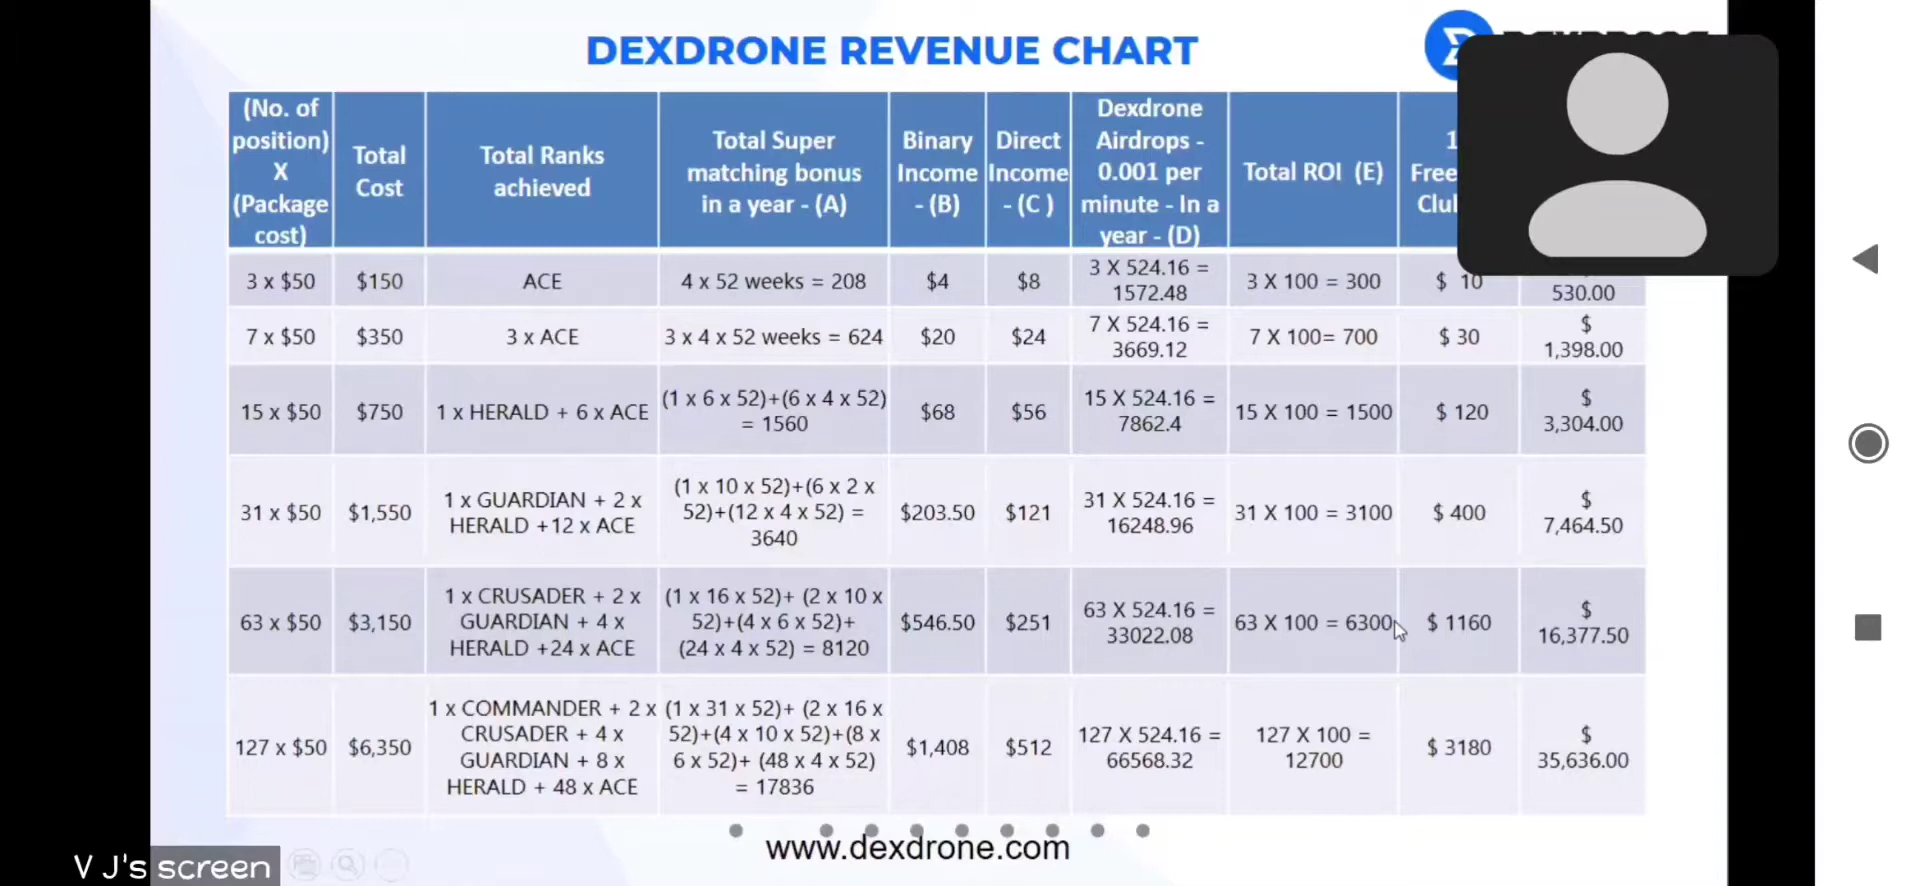 DEXDRONE REVENUE CHART
(No. of
position)
X
(Package
cost)
Total
Cost
Total Ranks
achieved
Total Super
matching bonus
in a year - (A)
Binary
Income
- (B)
Direct
Income
- (C )
Dexdrone
Airdrops -
0.001 per
minute - In a
year - (D)
Total ROI (E)
3 x $50
$150
ACE
4 x 52 weeks = 208
$4
$8
3 X 524.16 =
1572.48
3 X 100 = 300
$ 10
530.00
7 x $50
$350
3 x ACE
3 x 4 x 52 weeks = 624
$20
$24
7 X 524.16 =
3669.12
7 X 100= 700
$ 30
$
1,398.00
15 x $50
$750
1 x HERALD + 6 x ACE
(1 x 6 x 52)+(6 x 4 x 52)
= 1560
$68
$56
15 X 524.16 =
7862.4
15 X 100 = 1500
$ 120
$
3,304.00
31 x $50
$1,550
1 x GUARDIAN + 2 x
HERALD +12 x ACE
(1 x 10 x 52)+(6 x 2 x
52)+(12 x 4 x 52) =
3640
$203.50
$121
31 X 524.16 =
16248.96
31 X 100 = 3100
$ 400
$
7,464.50
63 x $50
$3,150
1 x CRUSADER + 2 x
GUARDIAN + 4 x
HERALD +24 x ACE
(1 x 16 x 52)+ (2 x 10 x
52)+(4 x 6 x 52)+
(24 x 4 x 52) = 8120
$546.50
$251
63 X 524.16 =
33022.08
63 X 100 = 6300
$ 1160
$
16,377.50
127 x $50
$6,350
1 x COMMANDER + 2 x
CRUSADER + 4 x
GUARDIAN + 8 x
HERALD + 48 x ACE
(1 x 31 x 52)+ (2 x 16 x
52)+(4 x 10 x 52)+(8 x
6 x 52)+ (48 x 4 x 52)
= 17836
$1,408
$512
127 X 524.16 =
66568.32
127 X 100 =
12700
$ 3180
$
35,636.00
www.dexdrone.com
V J's screen